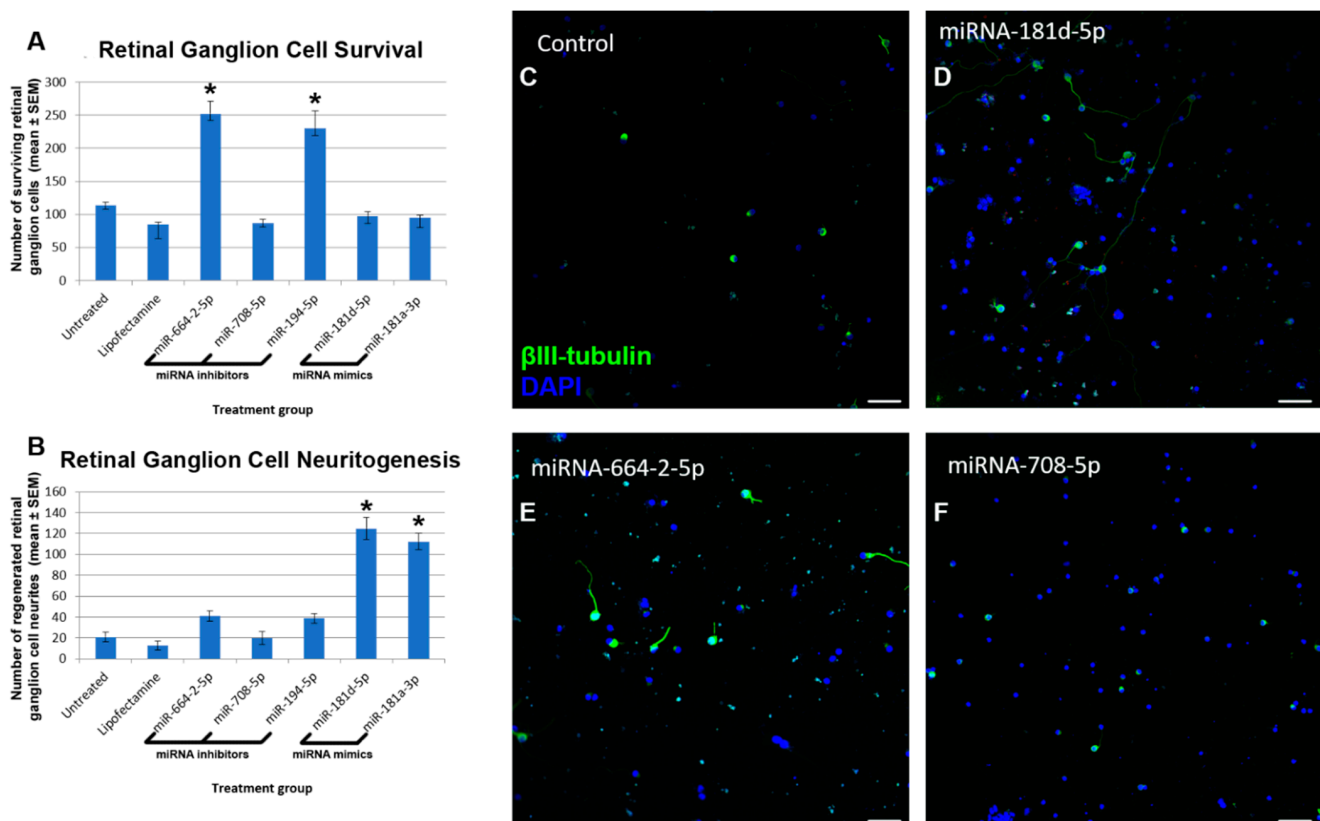 A
Retinal Ganglion Cell Survival
Number of surviving retinal
ganglion cells (mean ± SEM)
300
250
200
150
100
50
0
*
*
Untreated
Lipofectamine
miR-664-2-5p
miR-708-5p
miR-194-5p
miR-181d-5p
miR-181a-3p
miRNA inhibitors
miRNA mimics
Treatment group
B
Retinal Ganglion Cell Neuritogenesis
Number of regenerated retinal
ganglion cell neurites (mean ± SEM)
160
140
120
100
80
60
40
20
0
*
*
Untreated
Lipofectamine
miR-664-2-5p
miR-708-5p
miR-194-5p
miR-181d-5p
miR-181a-3p
miRNA inhibitors
miRNA mimics
Treatment group
Control
C
βIII-tubulin
DAPI
miRNA-181d-5p
D
miRNA-664-2-5p
E
miRNA-708-5p
F